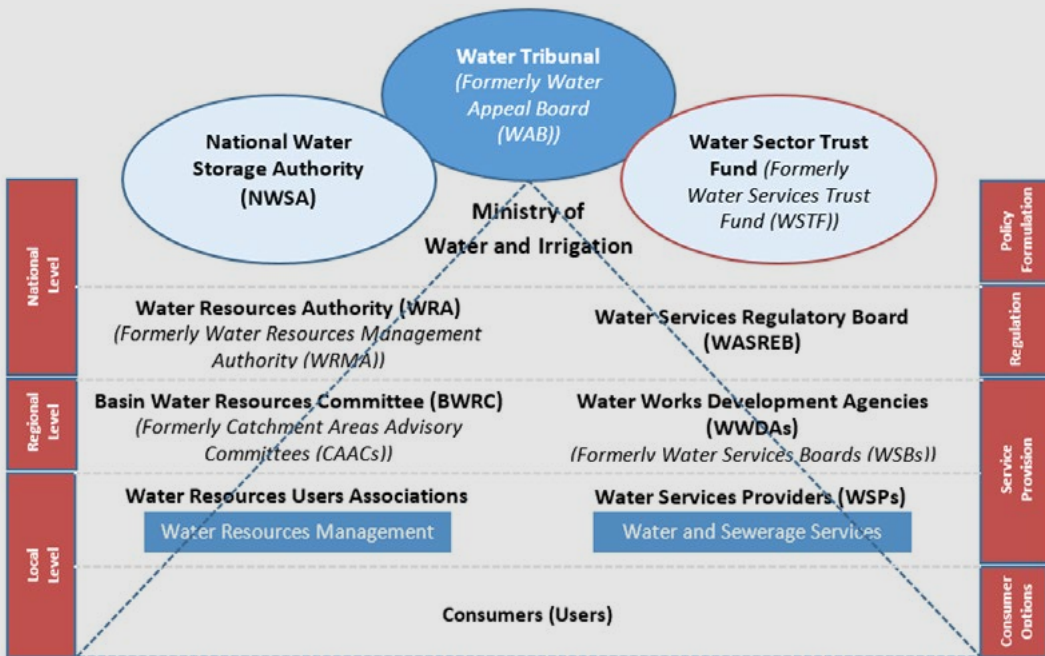 Water Tribunal
(Formerly Water
Appeal Board
(WAB))
National Water
Storage Authority
(NWSA)
Water Sector Trust
Fund (Formerly
Water Services Trust
Fund (WSTF))
Ministry of
Water and Irrigation
National
Level
Policy
Formulation
Water Resources Authority (WRA)
(Formerly Water Resources Management
Authority (WRMA))
Water Services Regulatory Board
(WASREB)
Regulation
Regional
Level
Basin Water Resources Committee (BWRC)
(Formerly Catchment Areas Advisory
Committees (CAACs))
Water Works Development Agencies
(WWDAs)
(Formerly Water Services Boards (WSBs))
Service
Provision
Local
Level
Water Resources Users Associations
Water Resources Management
Water Services Providers (WSPs)
Water and Sewerage Services
Consumers (Users)
Consumer
Options